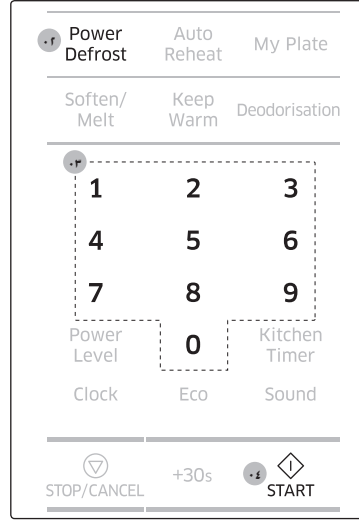 ٠٢ Power Defrost Auto Reheat My Plate
Soften/ Melt Keep Warm Deodorisation
٠٣
1 2 3
4 5 6
7 8 9
Power Level 0 Kitchen Timer
Clock Eco Sound
STOP/CANCEL +30s ٠٤ START